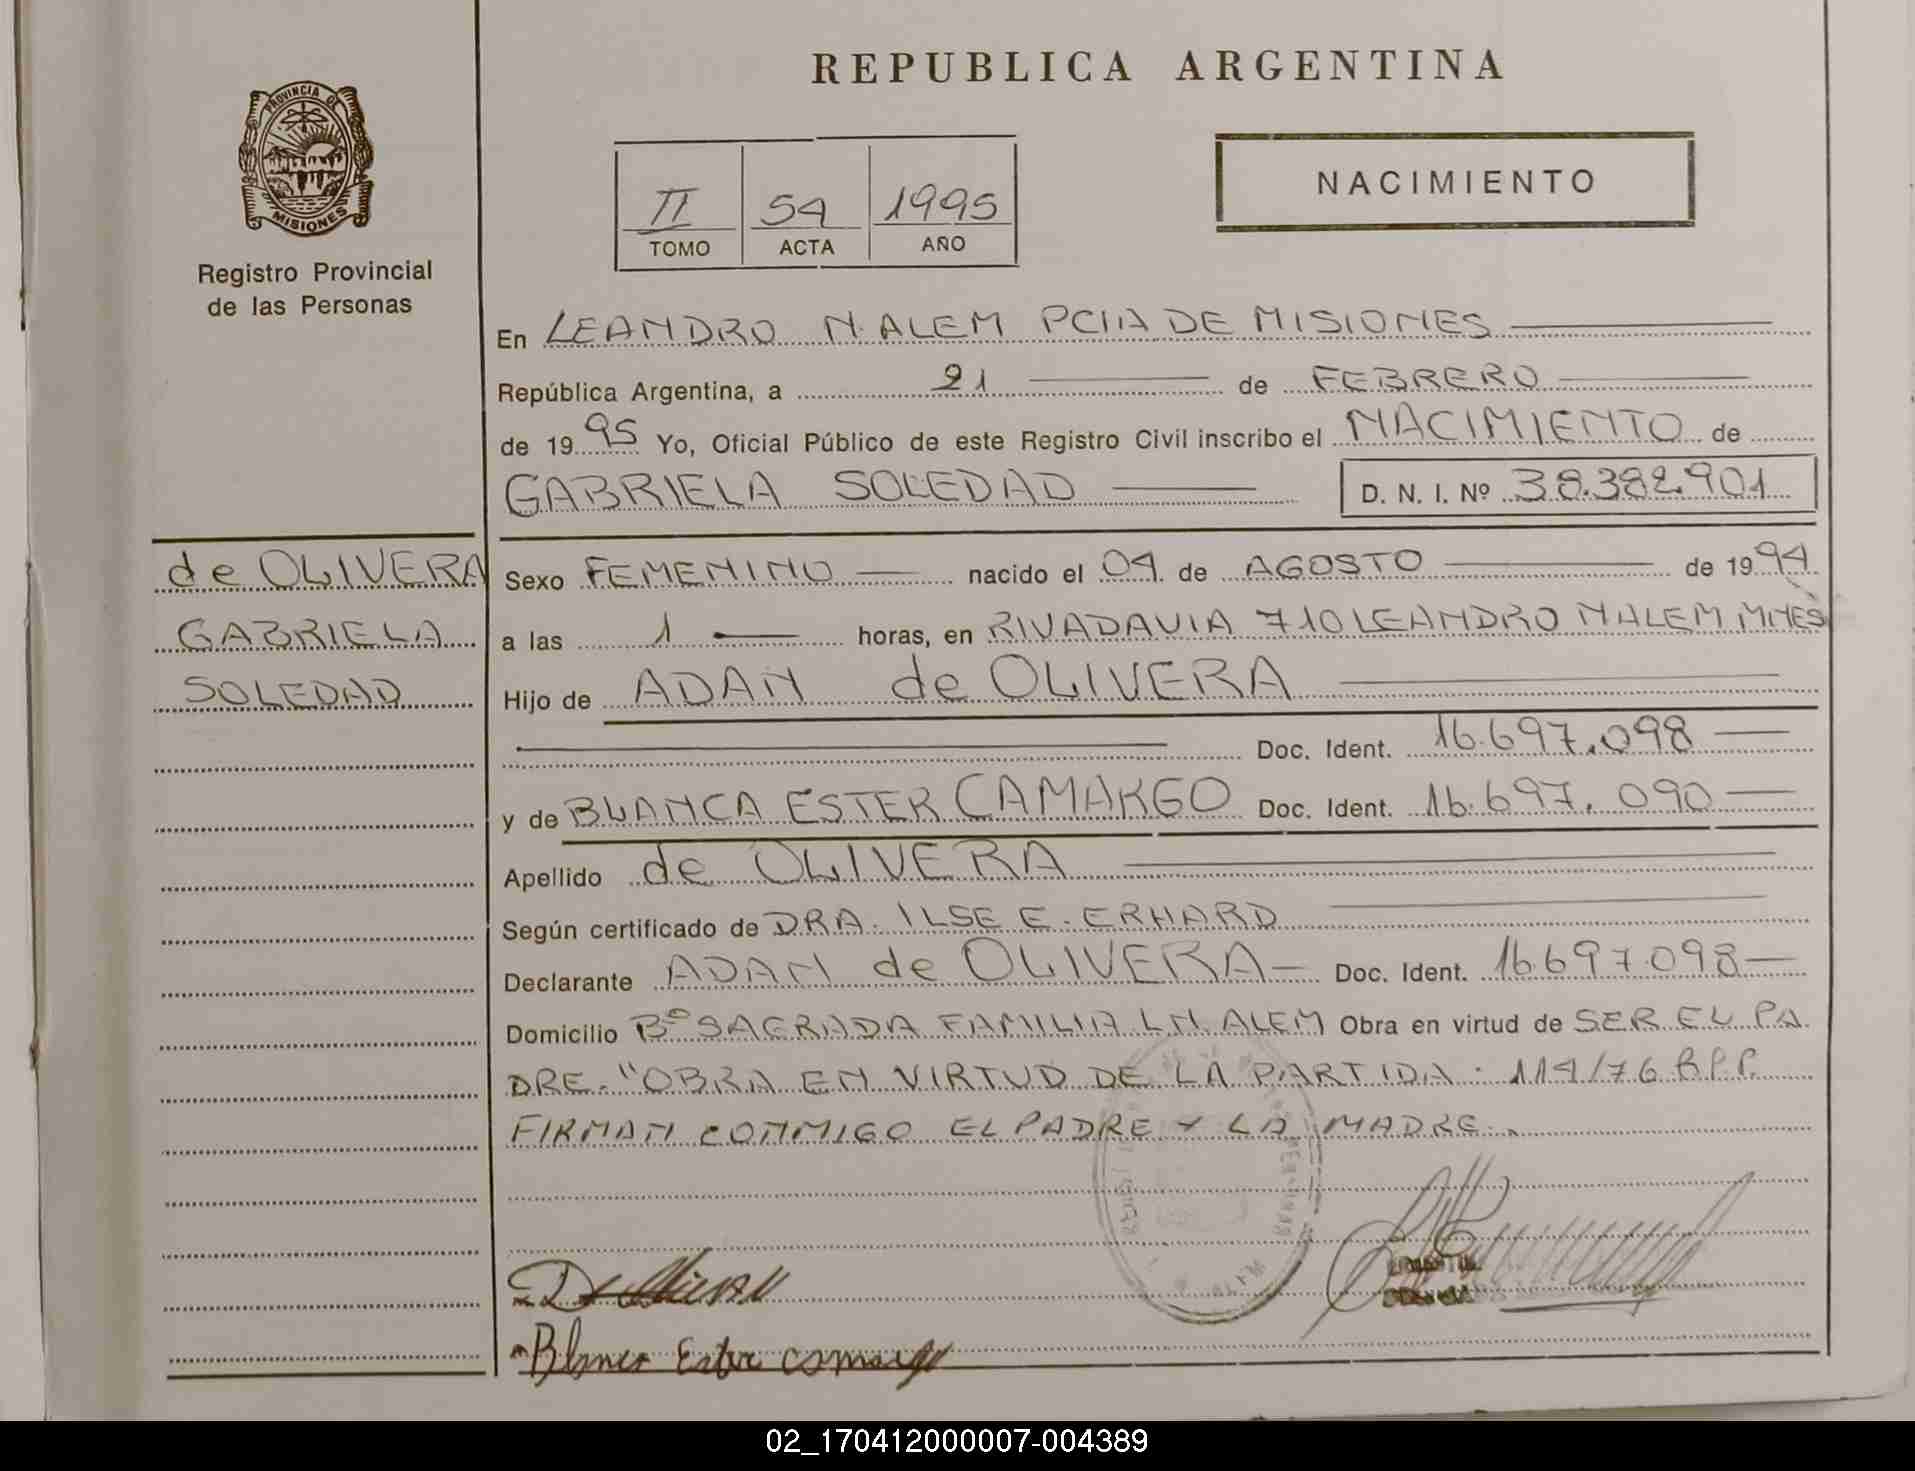 REPUBLICA ARGENTINA
PROVINCIA DE
MISIONES
Registro Provincial
de las Personas
II
TOMO
54
ACTA
1995
AÑO
NACIMIENTO
En LEANDRO N. ALEM PCIA DE MISIONES
República Argentina, a 21 de FEBRERO
de 1995 Yo, Oficial Público de este Registro Civil inscribo el NACIMIENTO de
GABRIELA SOLEDAD D. N. I. Nº 38.382.901
de OLIVERA
GABRIELA
SOLEDAD
Sexo FEMENINO nacido el 04 de AGOSTO de 1994
a las 1 horas, en RIVADAVIA 710 LEANDRO N ALEM MNES
Hijo de ADAN de OLIVERA
Doc. Ident. 16.697.098
y de BLANCA ESTER CAMARGO Doc. Ident. 16.697.090
Apellido de OLIVERA
Según certificado de DRA. ILSE E. ERHARD
Declarante ADAN de OLIVERA Doc. Ident. 16697098
Domicilio Bº SAGRADA FAMILIA L N ALEM Obra en virtud de SER EL PA
DRE. "OBRA EN VIRTUD DE LA PARTIDA. 114/76 R.P.P.
FIRMAN CONMIGO EL PADRE Y LA MADRE.
Blanca Ester Camargo
02_170412000007-004389